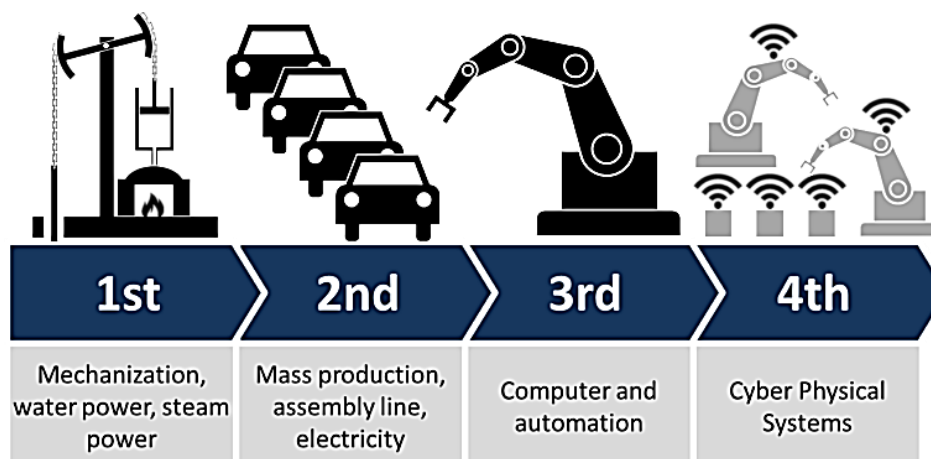 1st
2nd
3rd
4th
Mechanization,
water power, steam
power
Mass production,
assembly line,
electricity
Computer and
automation
Cyber Physical
Systems